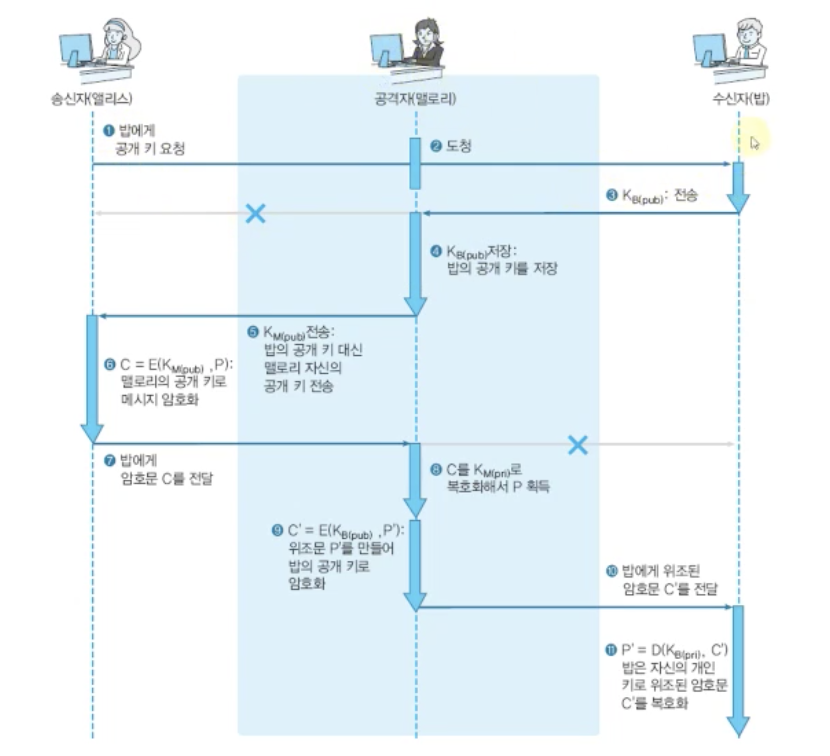 송신자(앨리스)
공격자(맬로리)
수신자(밥)
❶ 밥에게
공개 키 요청
❷ 도청
❸ K_B(pub): 전송
❹ K_B(pub)저장:
밥의 공개 키를 저장
❺ K_M(pub)전송:
밥의 공개 키 대신
맬로리 자신의
공개 키 전송
❻ C = E(K_M(pub) ,P):
맬로리의 공개 키로
메시지 암호화
❼ 밥에게
암호문 C를 전달
❽ C를 K_M(pri)로
복호화해서 P 획득
❾ C' = E(K_B(pub) ,P'):
위조문 P'를 만들어
밥의 공개 키로
암호화
❿ 밥에게 위조된
암호문 C'를 전달
⓫ P' = D(K_B(pri), C')
밥은 자신의 개인
키로 위조된 암호문
C'를 복호화